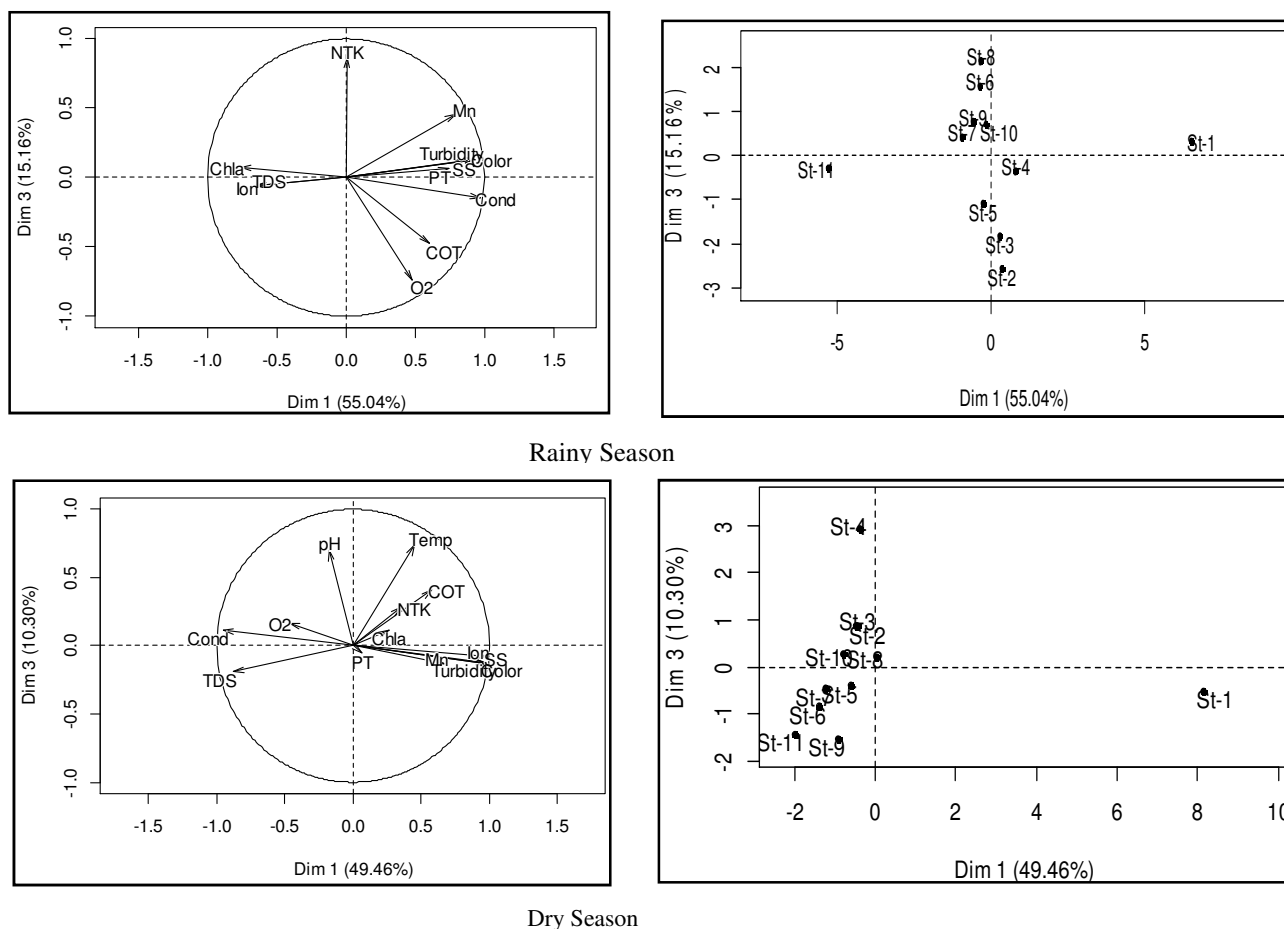 1.0
0.5
0.0
-0.5
-1.0
Dim 3 (15.16%)
NTK
Mn
Turbidity
Color
SS
PT
Chla
TDS
Ion
Cond
COT
O2
-1.5 -1.0 -0.5 0.0 0.5 1.0 1.5
Dim 1 (55.04%)
2
1
0
-1
-2
-3
Dim 3 (15.16%)
St-8
St-6
St-9
St-7 St-10
St-1
St-11
St-4
St-5
St-3
St-2
-5 0 5
Dim 1 (55.04%)
Rainy Season
1.0
0.5
0.0
-0.5
-1.0
Dim 3 (10.30%)
pH
Temp
COT
NTK
O2
Cond
Chla
PT
Ion
Mn
SS
Turbidity
Color
TDS
-1.5 -1.0 -0.5 0.0 0.5 1.0 1.5
Dim 1 (49.46%)
3
2
1
0
-1
-2
Dim 3 (10.30%)
St-4
St-3
St-2
St-10
St-8
St-5
St-6
St-1
St-11
St-9
-2 0 2 4 6 8 10
Dim 1 (49.46%)
Dry Season